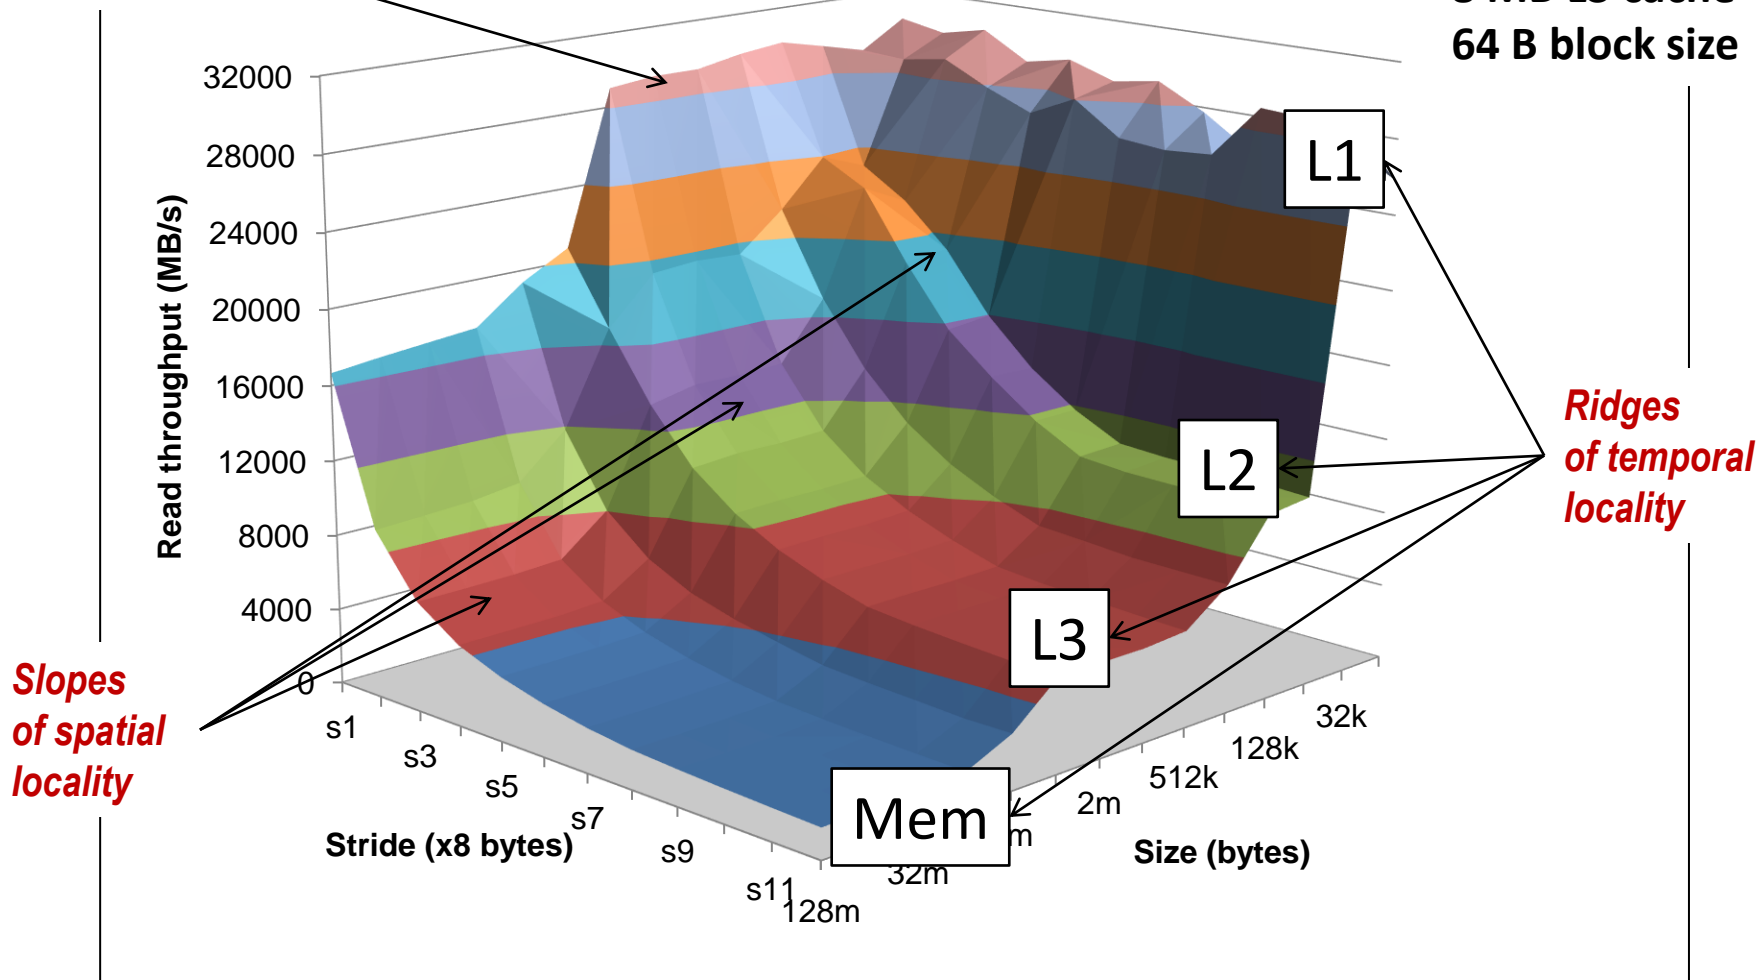 64 B block size
32000
28000
24000
20000
16000
12000
8000
4000
0
Read throughput (MB/s)
L1
L2
L3
Mem
Ridges
of temporal
locality
Slopes
of spatial
locality
s1
s3
s5
s7
s9
s11
Stride (x8 bytes)
128m
32m
m
2m
512k
128k
32k
Size (bytes)